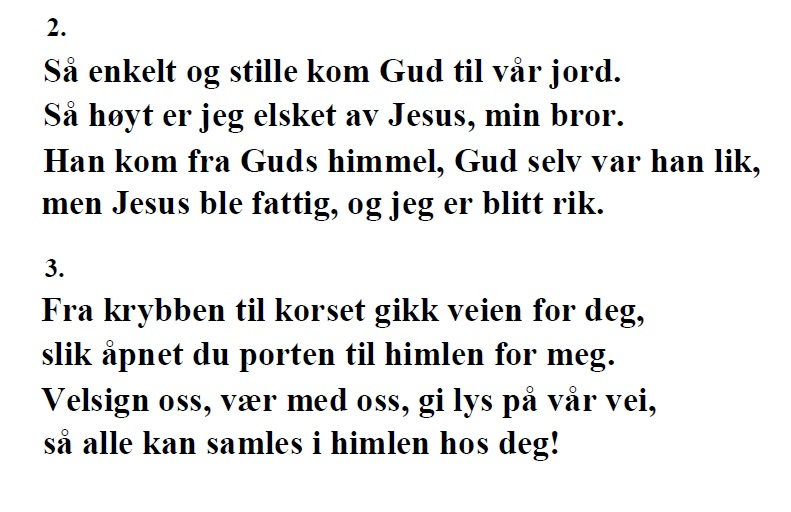 2.
Så enkelt og stille kom Gud til vår jord.
Så høyt er jeg elsket av Jesus, min bror.
Han kom fra Guds himmel, Gud selv var han lik,
men Jesus ble fattig, og jeg er blitt rik.
3.
Fra krybben til korset gikk veien for deg,
slik åpnet du porten til himlen for meg.
Velsign oss, vær med oss, gi lys på vår vei,
så alle kan samles i himlen hos deg!